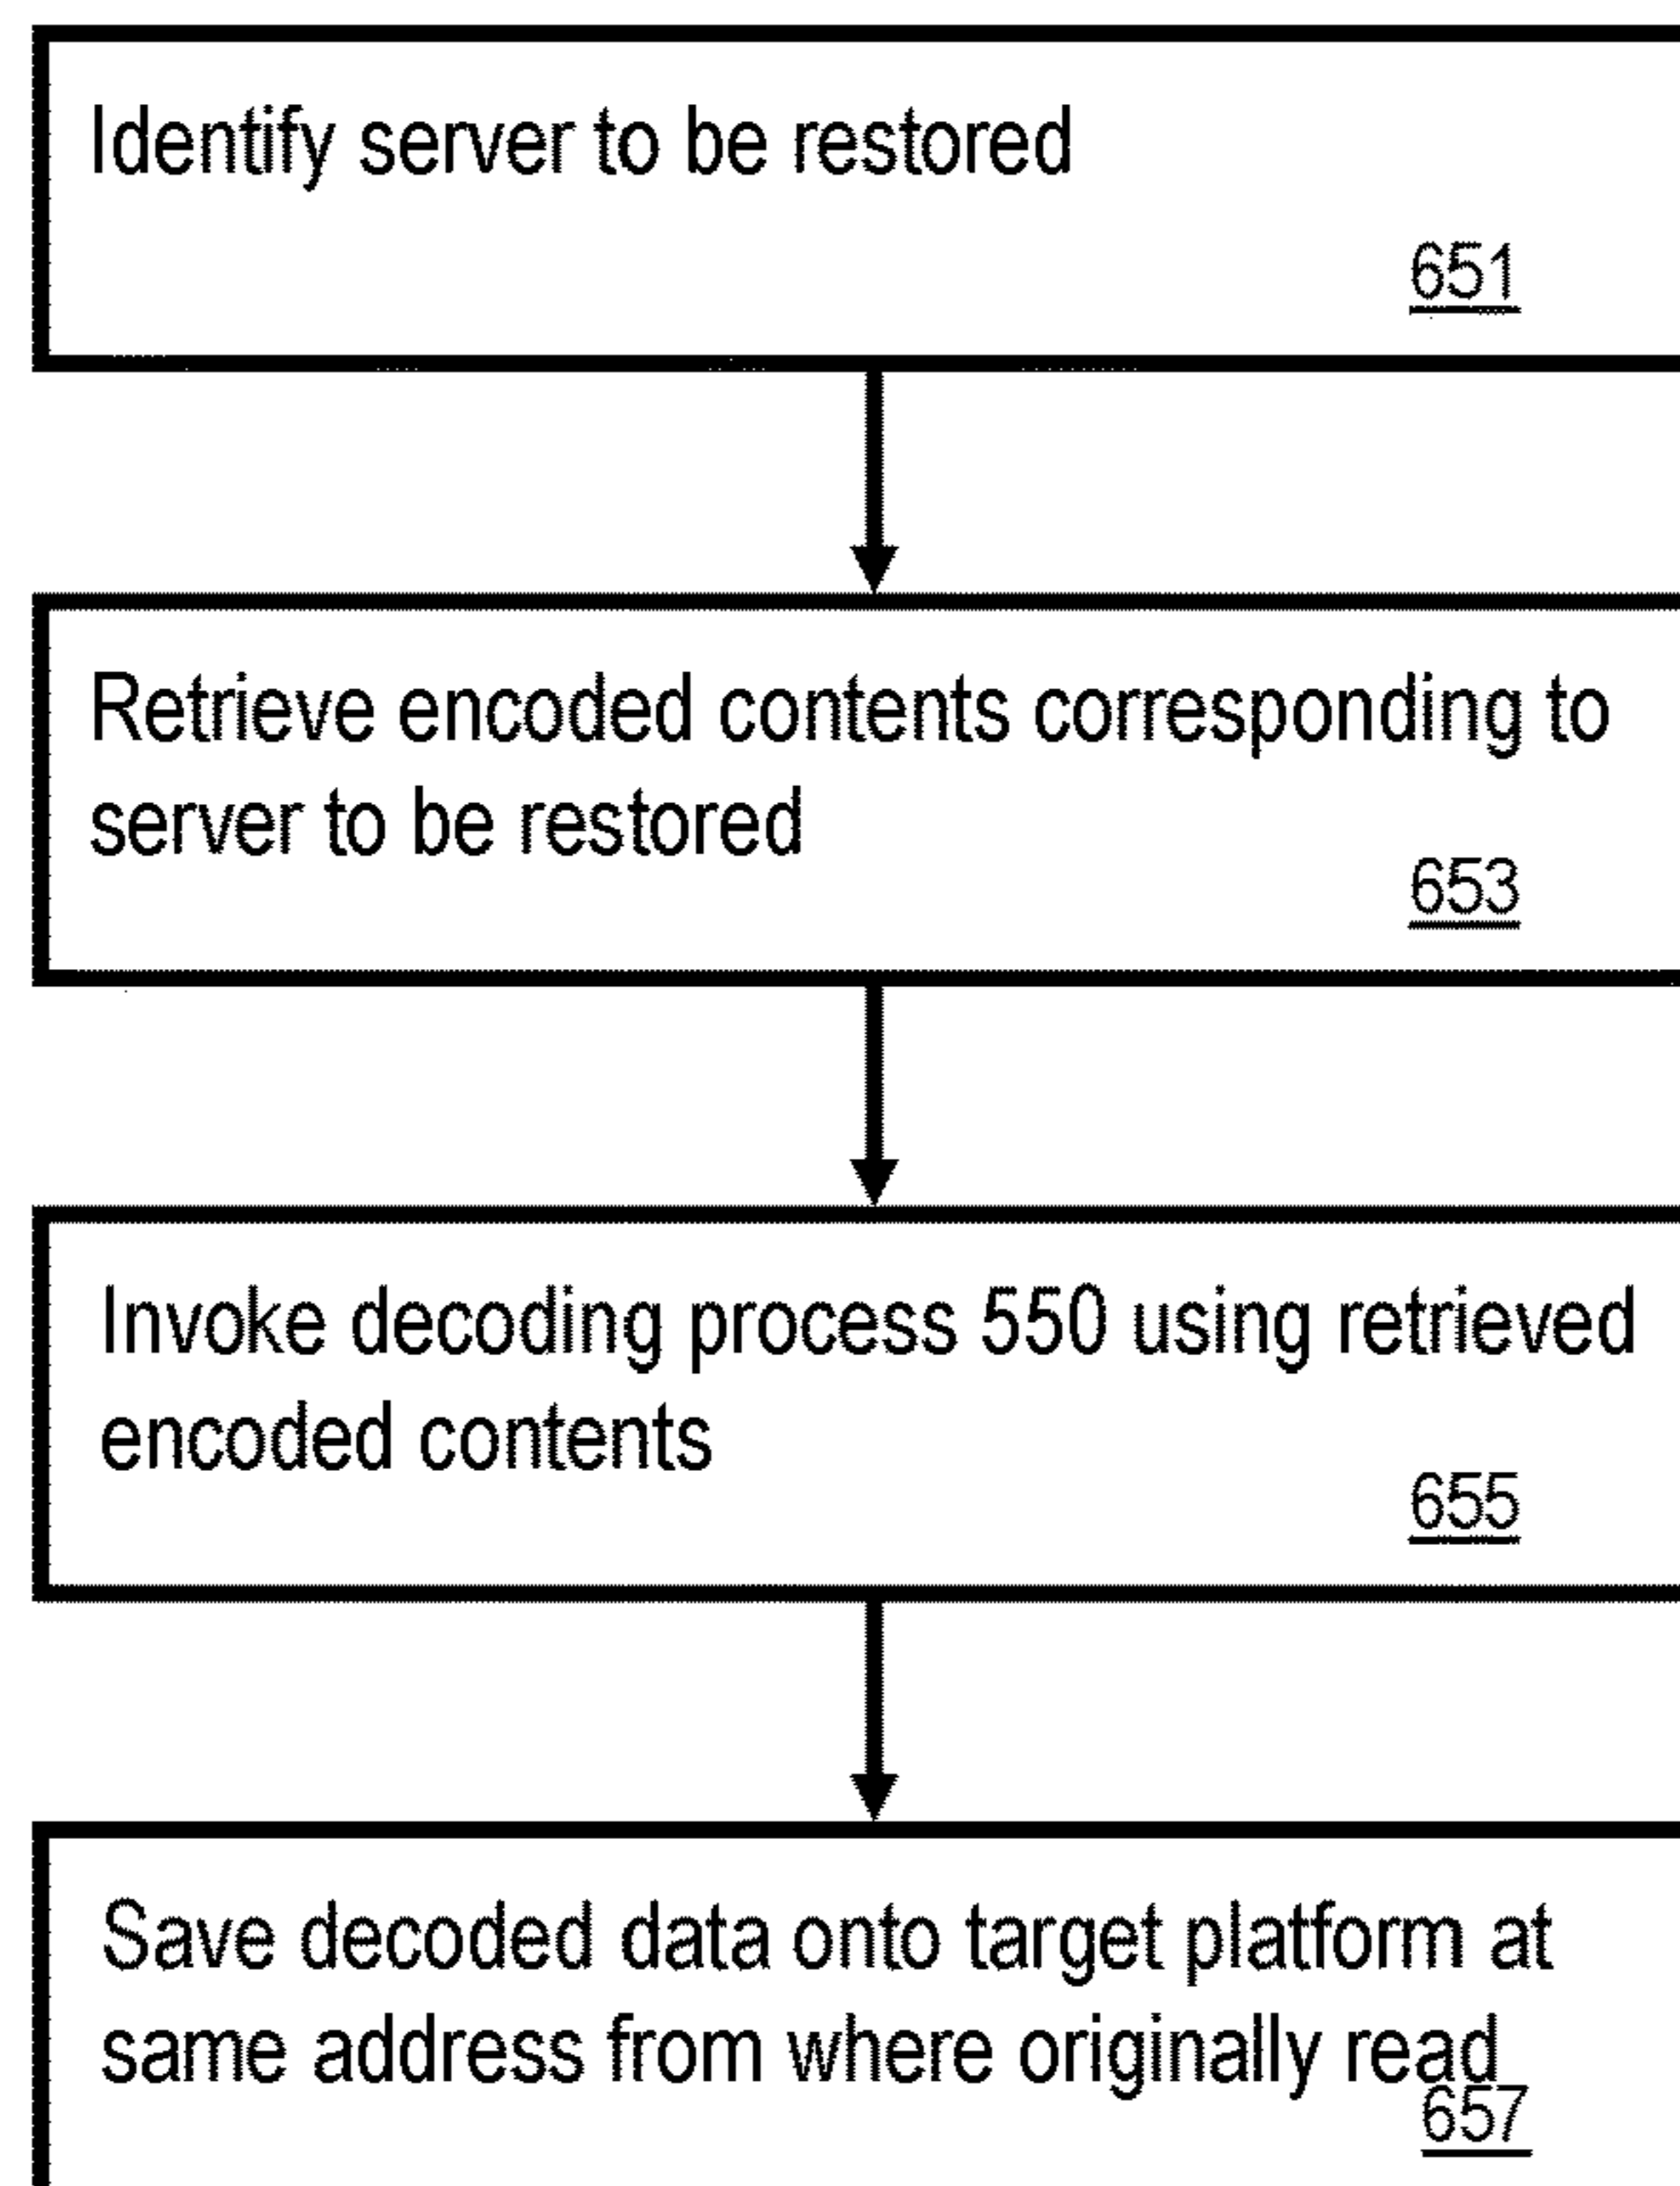 Identify server to be restored
651
Retrieve encoded contents corresponding to
server to be restored
653
Invoke decoding process 550 using retrieved
encoded contents
655
Save decoded data onto target platform at
same address from where originally read
657